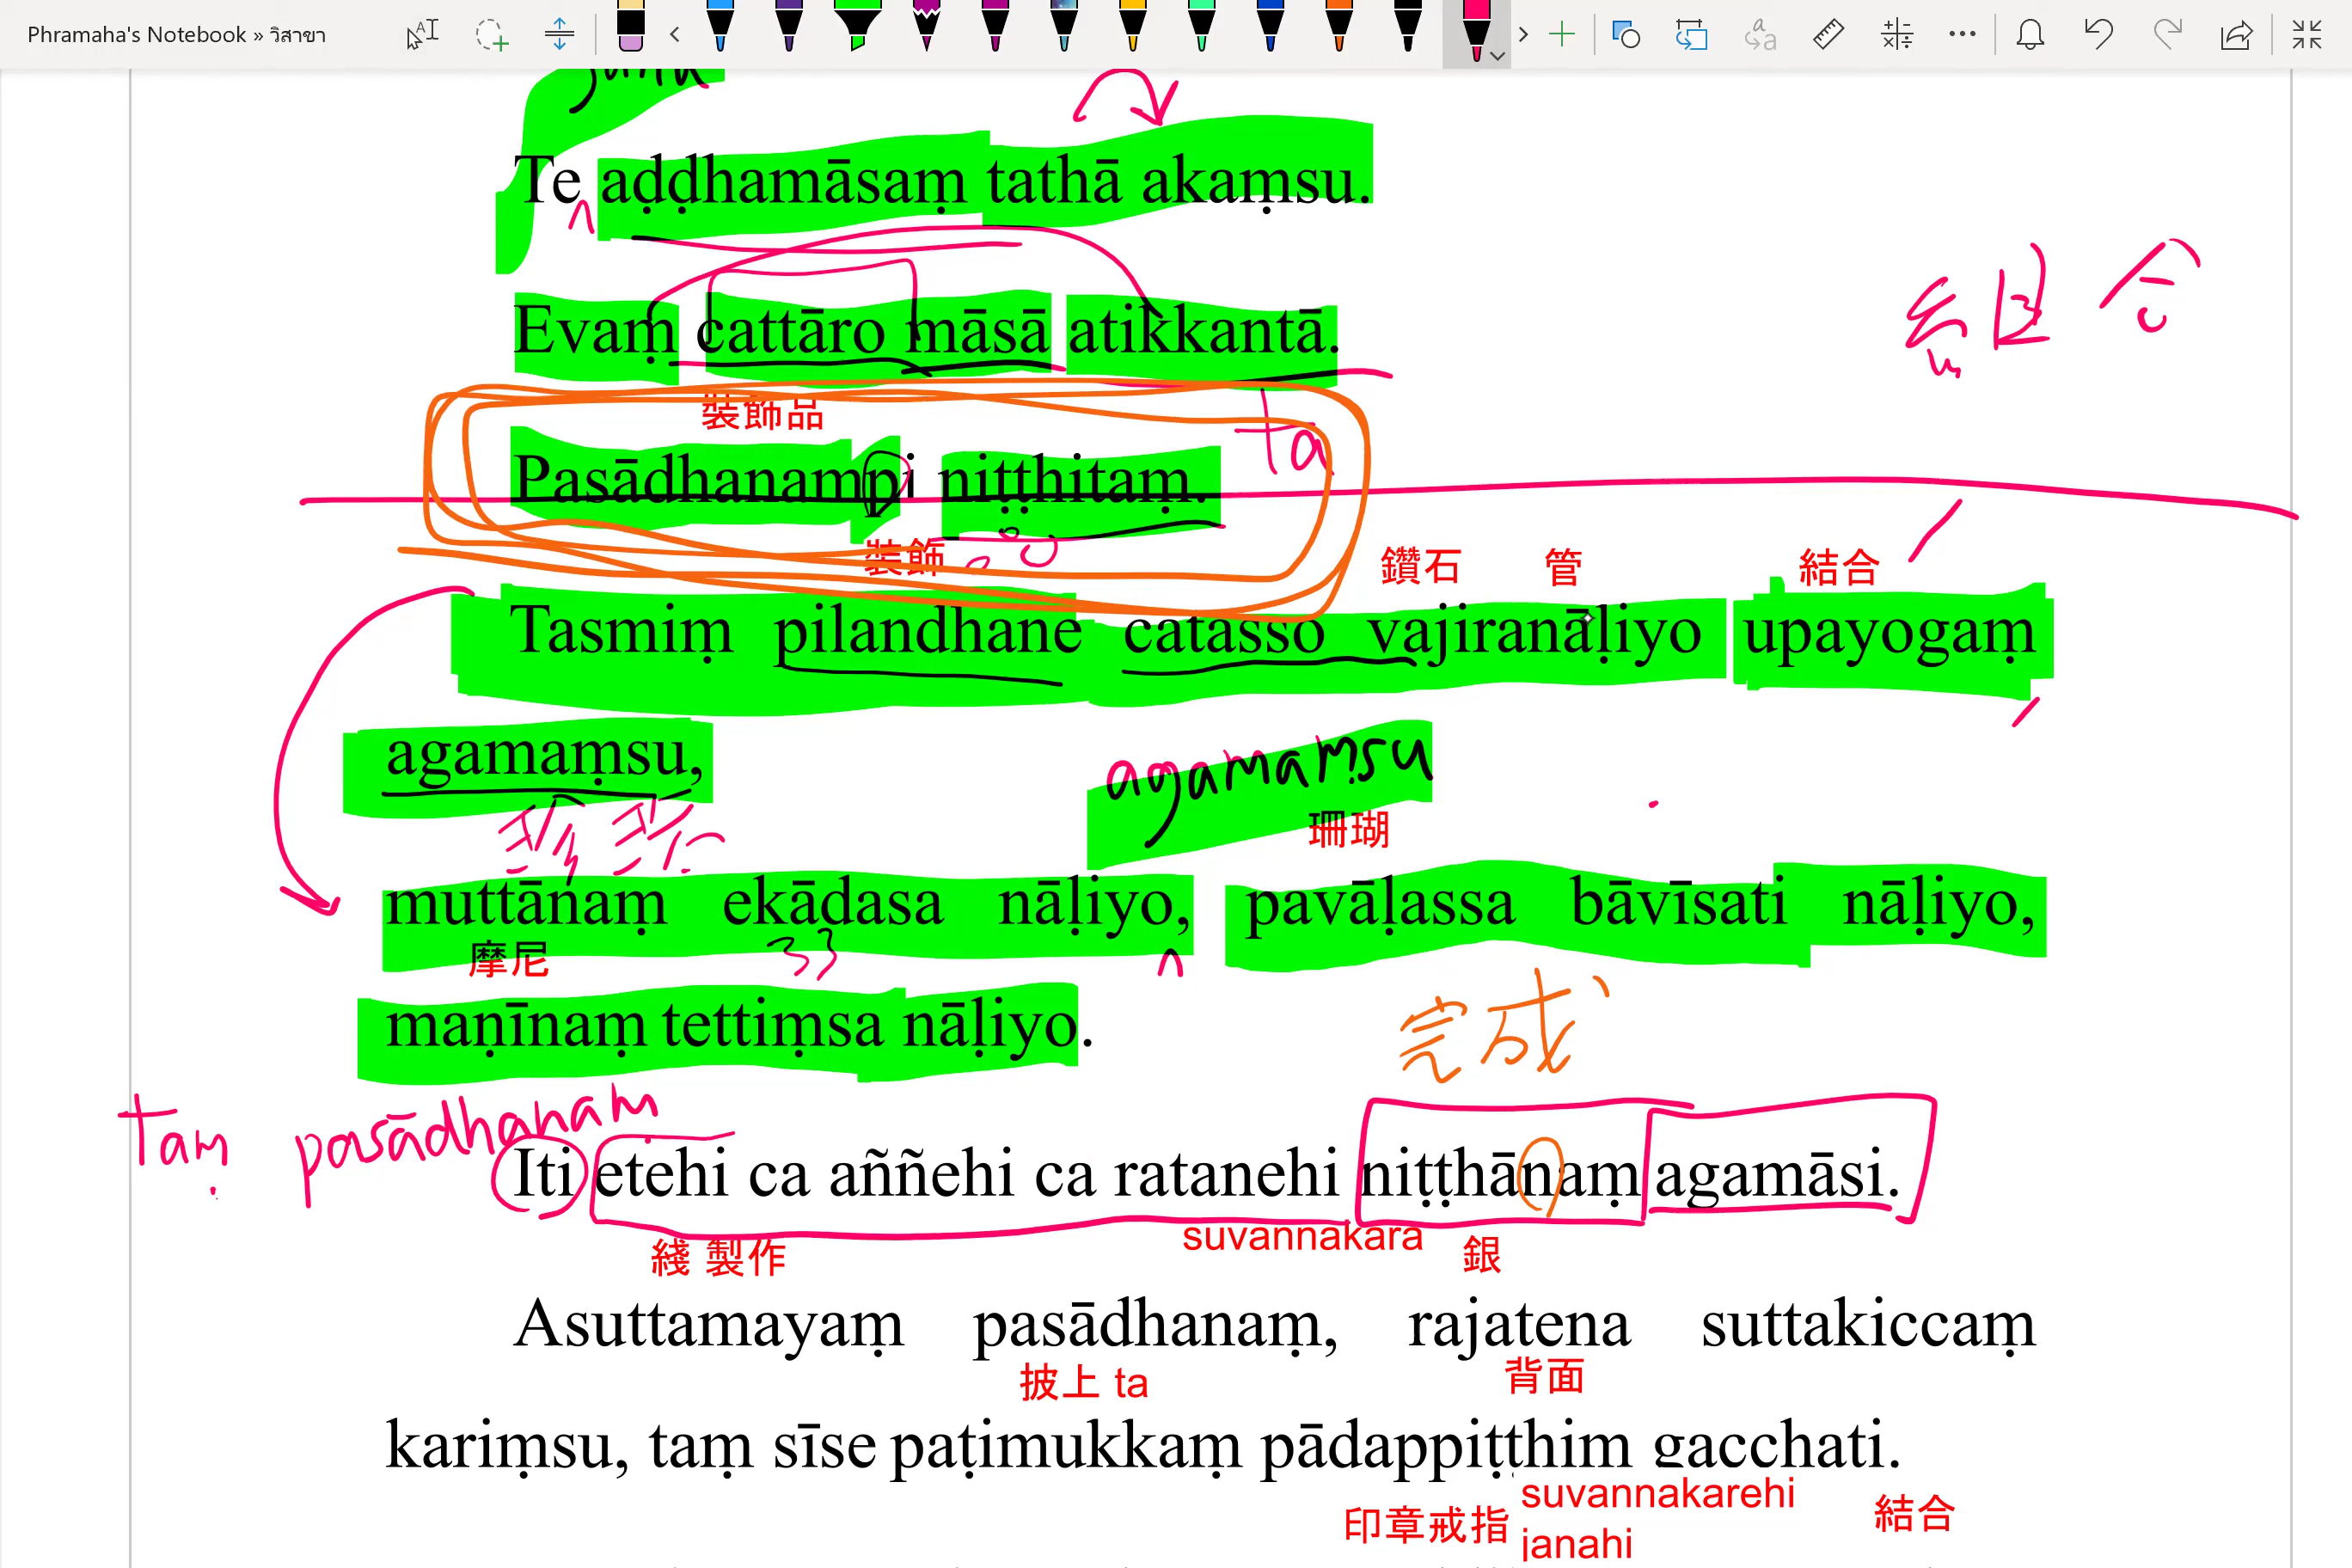 Phramaha's Notebook » วิสาขา
Te aḍḍhamāsaṃ tathā akaṃsu.
Evaṃ cattāro māsā atikkantā.
裝飾品
ta
Pasādhanampi niṭṭhitaṃ.
裝飾 鑽石 管 結合
Tasmiṃ pilandhane catasso vajiranāḷiyo upayogaṃ
agamaṃsu,
agamaṃsu
珊瑚
muttānaṃ ekādasa nāḷiyo, pavāḷassa bāvīsati nāḷiyo,
摩尼 33
maṇīnaṃ tettiṃsa nāḷiyo.
完成
taṃ pasādhanaṃ
Iti etehi ca aññehi ca ratanehi niṭṭhānaṃ agamāsi.
綫 製作 suvannakara 銀
Asuttamayaṃ pasādhanaṃ, rajatena suttakiccaṃ
披上 ta 背面
kariṃsu, taṃ sīse paṭimukkaṃ pādappiṭṭhiṃ gacchati.
印章戒指 suvannakarehi 結合
janahi